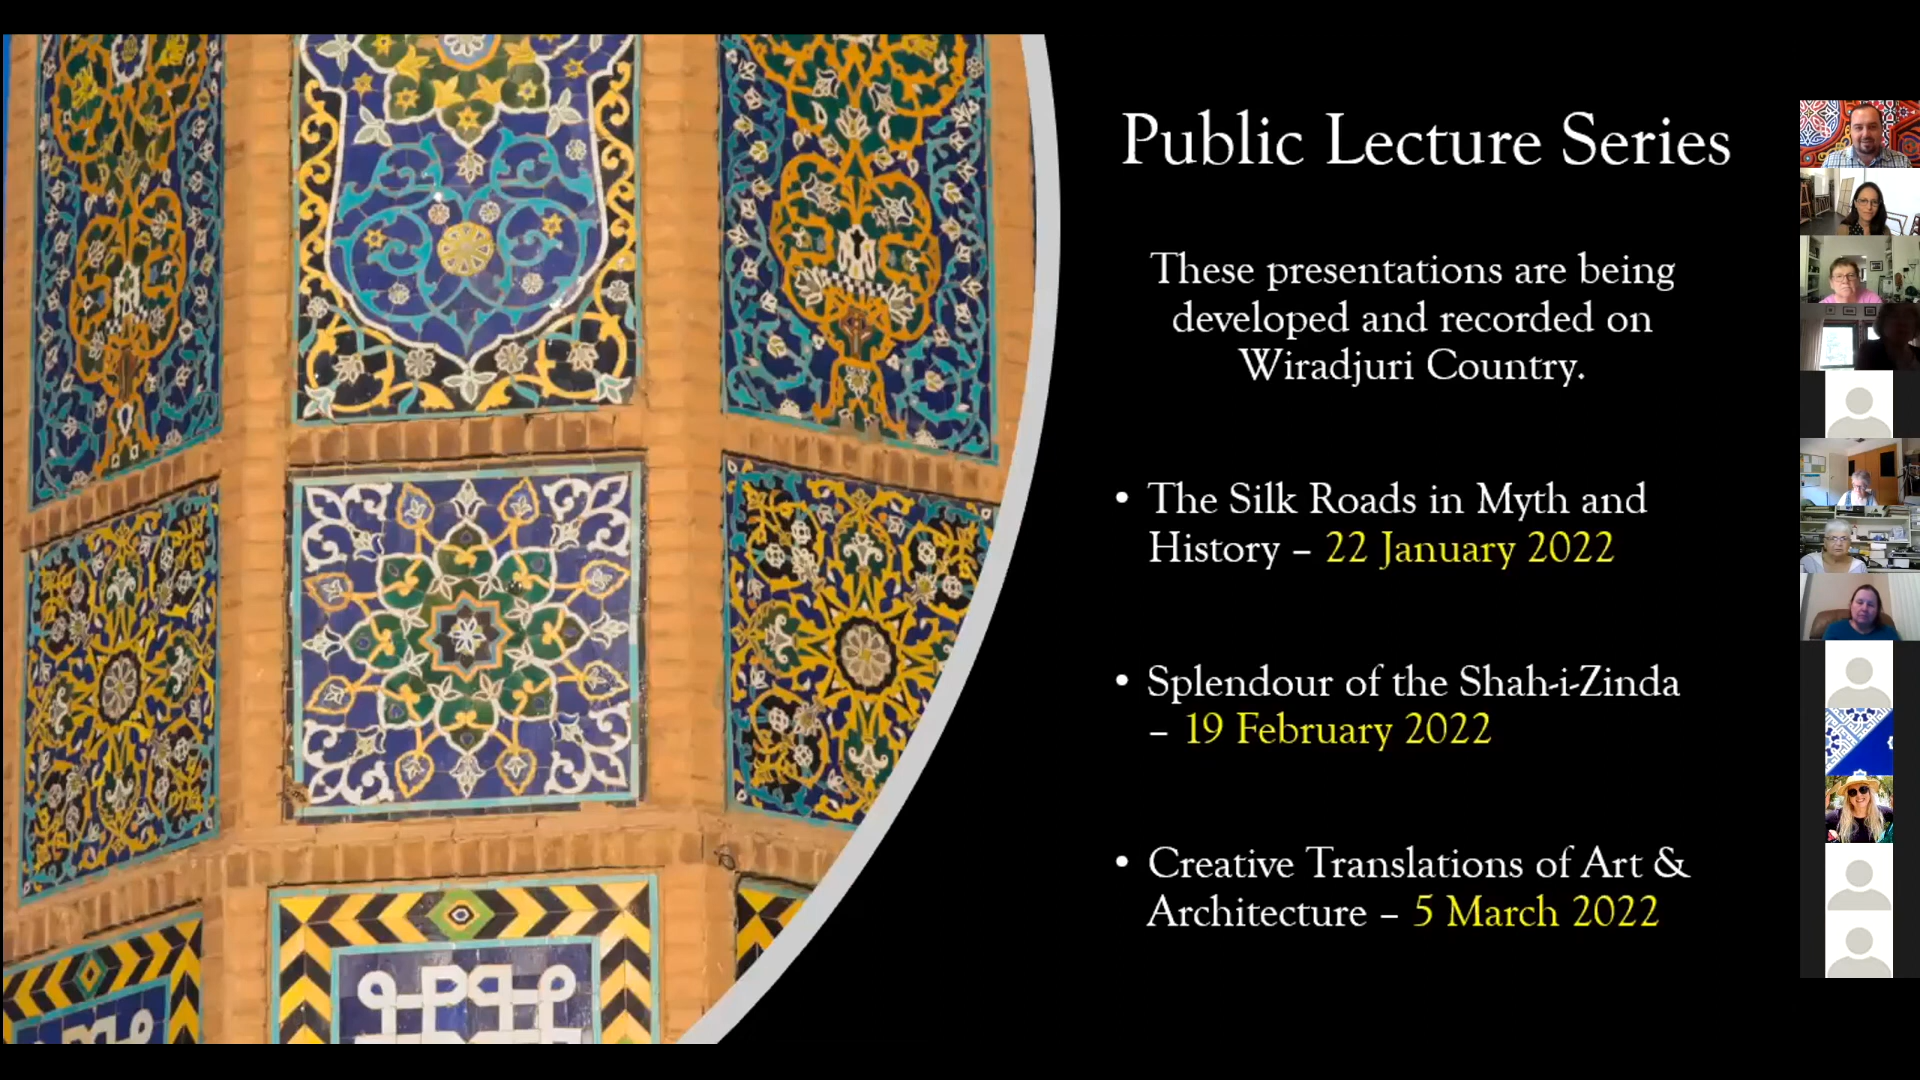 Public Lecture Series
These presentations are being
developed and recorded on
Wiradjuri Country.
• The Silk Roads in Myth and
History – 22 January 2022
• Splendour of the Shah-i-Zinda
– 19 February 2022
• Creative Translations of Art &
Architecture – 5 March 2022